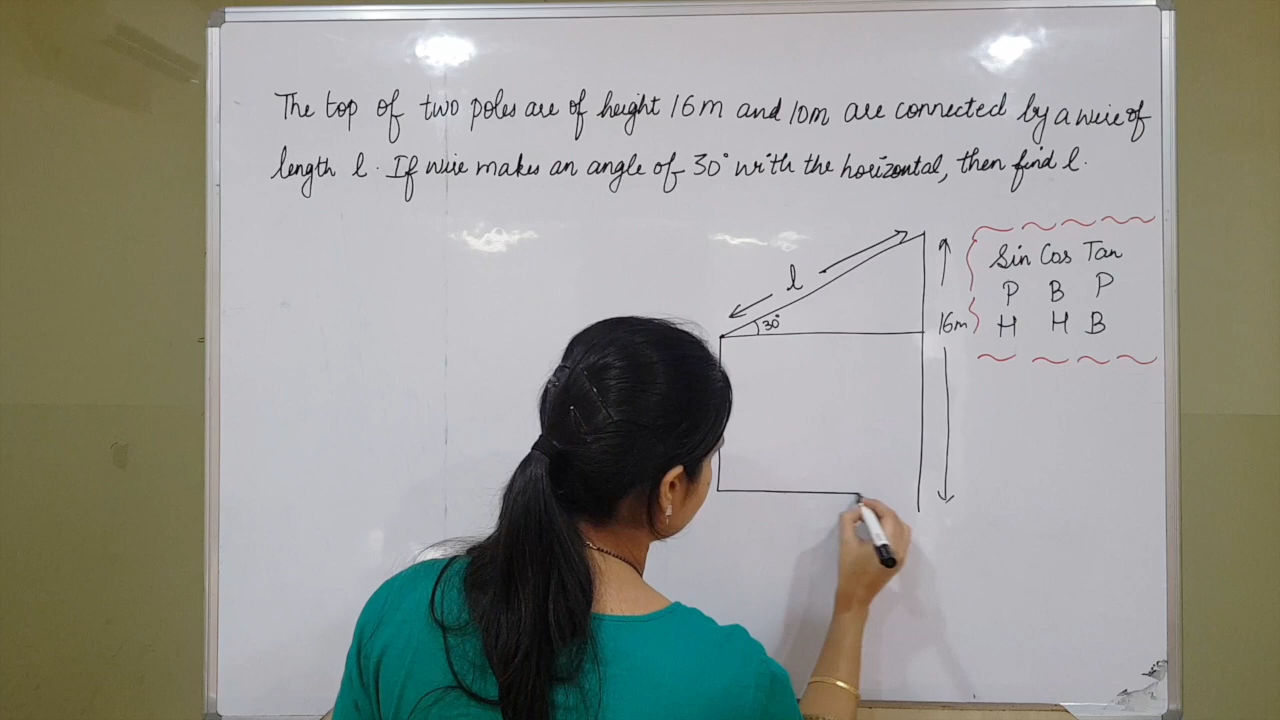 The top of two poles are of height 16m and 10m are connected by a wire of
length l. If wire makes an angle of 30° with the horizontal, then find l.
l
30°
16m
Sin Cos Tan
P B P
H H B